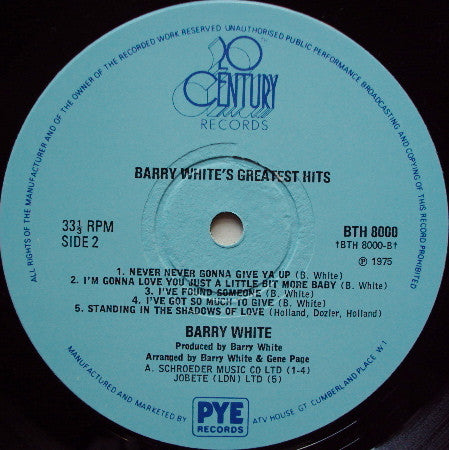 ALL RIGHTS OF THE MANUFACTURER AND OF THE OWNER OF THE RECORDED WORK RESERVED UNAUTHORISED PUBLIC PERFORMANCE BROADCASTING AND COPYING OF THIS RECORD PROHIBITED
20th
CENTURY
RECORDS
BARRY WHITE'S GREATEST HITS
33⅓ RPM
SIDE 2
BTH 8000
†BTH 8000-B†
℗ 1975
1. NEVER NEVER GONNA GIVE YA UP (B. White)
2. I'M GONNA LOVE YOU JUST A LITTLE BIT MORE BABY (B. White)
3. I'VE FOUND SOMEONE (B. White)
4. I'VE GOT SO MUCH TO GIVE (B. White)
5. STANDING IN THE SHADOWS OF LOVE (Holland, Dozler, Holland)
BARRY WHITE
Produced by Barry White
Arranged by Barry White & Gene Page
A. SCHROEDER MUSIC CO LTD (1-4)
JOBETE (LDN) LTD (5)
MANUFACTURED AND MARKETED BY
PYE
RECORDS
ATV HOUSE GT CUMBERLAND PLACE W 1